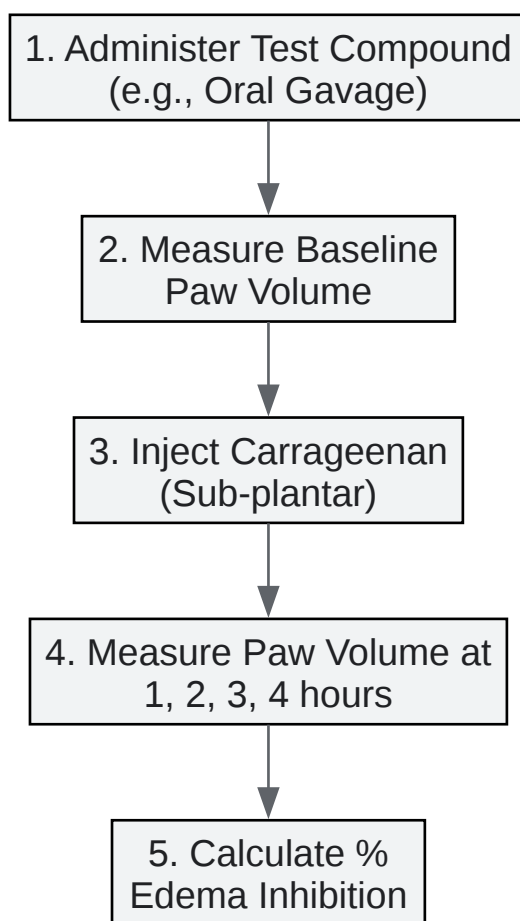 1. Administer Test Compound
(e.g., Oral Gavage)
2. Measure Baseline
Paw Volume
3. Inject Carrageenan
(Sub-plantar)
4. Measure Paw Volume at
1, 2, 3, 4 hours
5. Calculate %
Edema Inhibition